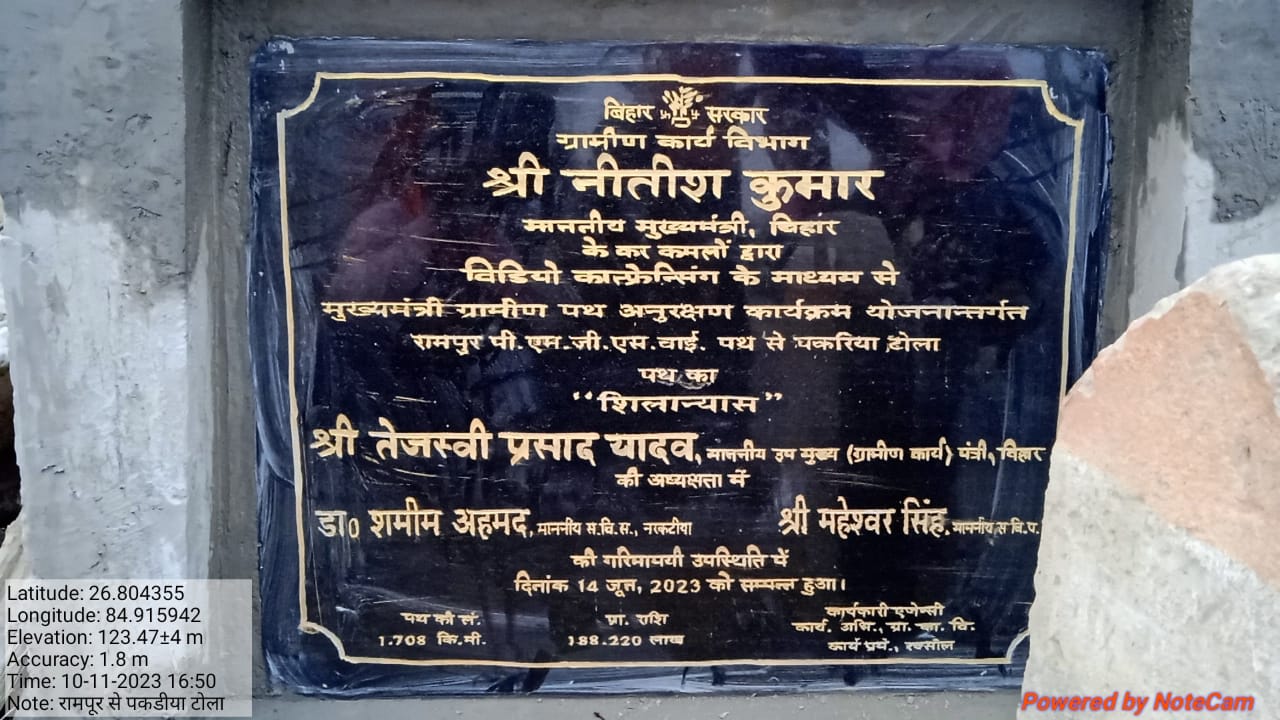 बिहार सरकार
ग्रामीण कार्य विभाग
श्री नीतीश कुमार
माननीय मुख्यमंत्री, बिहार
के कर कमलों द्वारा
विडियो कान्फ्रेन्सिंग के माध्यम से
मुख्यमंत्री ग्रामीण पथ अनुरक्षण कार्यक्रम योजनान्तर्गत
रामपुर पी.एम.जी.एस.वाई. पथ से पकरिया टोला
पथ का
“शिलान्यास”
श्री तेजस्वी प्रसाद यादव, माननीय उप मुख्य (ग्रामीण कार्य) मंत्री, बिहार
की अध्यक्षता में
डा० शमीम अहमद, माननीय स.वि.स., नरकटीया श्री महेश्वर सिंह, माननीय स.वि.प.
की गरिमामयी उपस्थिति में
दिनांक 14 जून, 2023 को सम्पन्न हुआ।
पथ की लं. प्रा. राशि कार्यकारी एजेन्सी
1.708 कि.मी. 188.220 लाख कार्य. अभि., ग्रा. का. वि.
कार्य प्रमं., रक्सौल
Latitude: 26.804355
Longitude: 84.915942
Elevation: 123.47±4 m
Accuracy: 1.8 m
Time: 10-11-2023 16:50
Note: रामपूर से पकडीया टोला
Powered by NoteCam